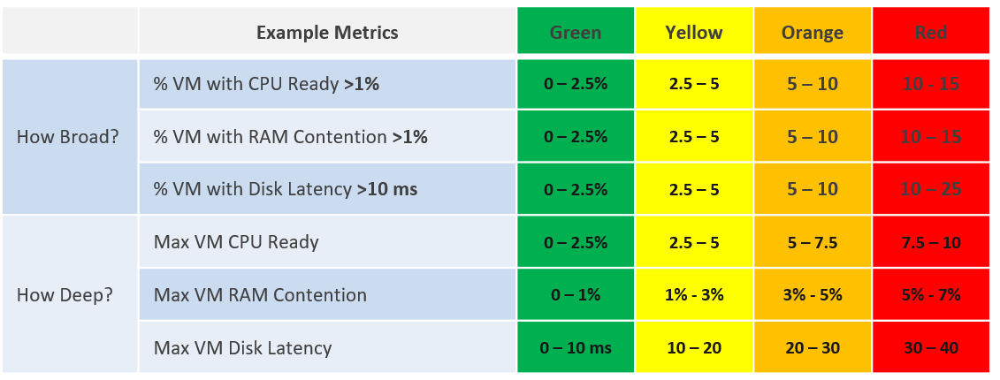 Example Metrics Green Yellow Orange Red
% VM with CPU Ready >1% 0 – 2.5% 2.5 – 5 5 – 10 10 - 15
How Broad? % VM with RAM Contention >1% 0 – 2.5% 2.5 – 5 5 – 10 10 – 15
% VM with Disk Latency >10 ms 0 – 2.5% 2.5 – 5 5 – 10 10 – 25
Max VM CPU Ready 0 – 2.5% 2.5 – 5 5 – 7.5 7.5 – 10
How Deep? Max VM RAM Contention 0 – 1% 1% - 3% 3% - 5% 5% - 7%
Max VM Disk Latency 0 – 10 ms 10 – 20 20 – 30 30 – 40